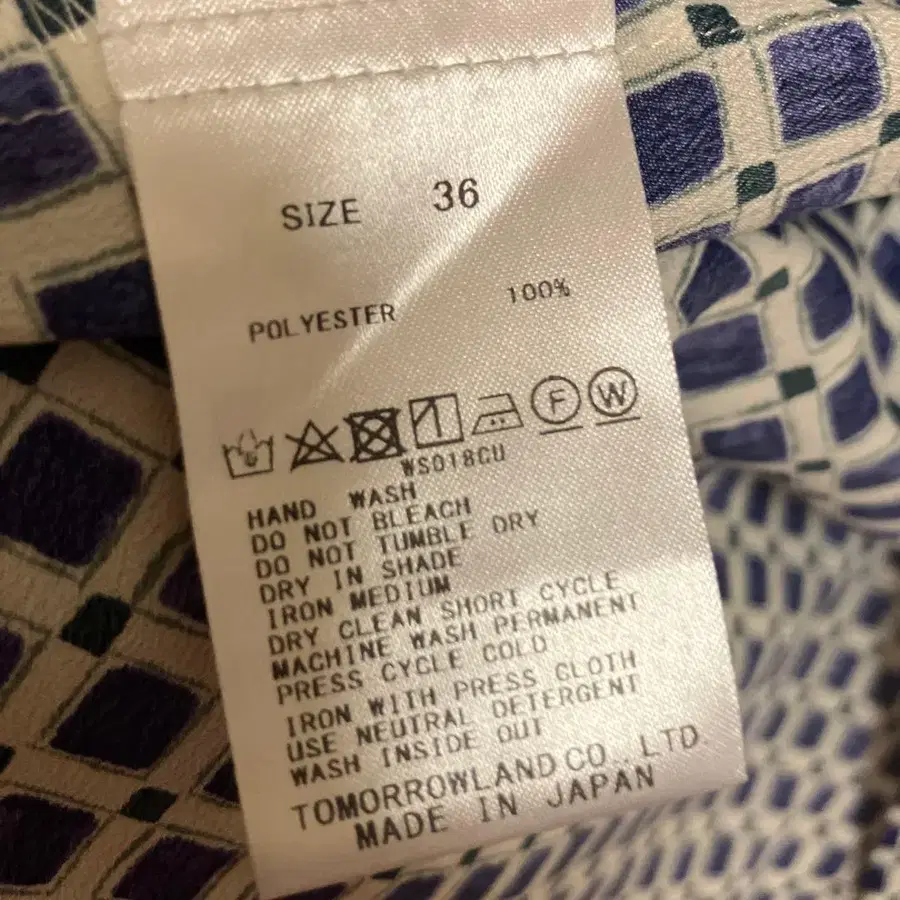 SIZE 36
POLYESTER 100%
F W
WS018CU
HAND WASH
DO NOT BLEACH
DO NOT TUMBLE DRY
DRY IN SHADE
IRON MEDIUM
DRY CLEAN SHORT CYCLE
MACHINE WASH PERMANENT
PRESS CYCLE COLD
IRON WITH PRESS CLOTH
USE NEUTRAL DETERGENT
WASH INSIDE OUT
TOMORROWLAND CO.,LTD.
MADE IN JAPAN